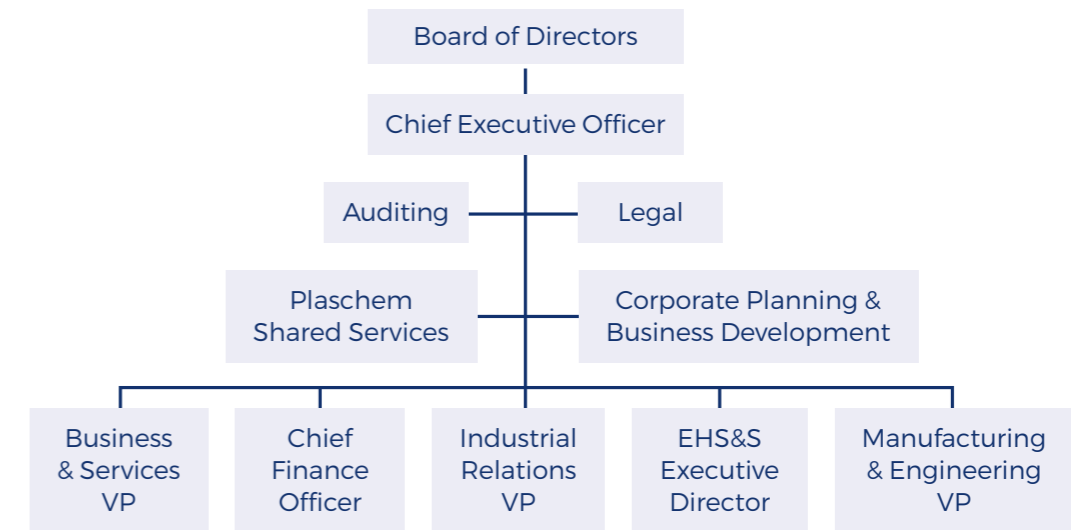 Board of Directors
Chief Executive Officer
Auditing
Legal
Plaschem
Shared Services
Corporate Planning &
Business Development
Business
& Services
VP
Chief
Finance
Officer
Industrial
Relations
VP
EHS&S
Executive
Director
Manufacturing
& Engineering
VP